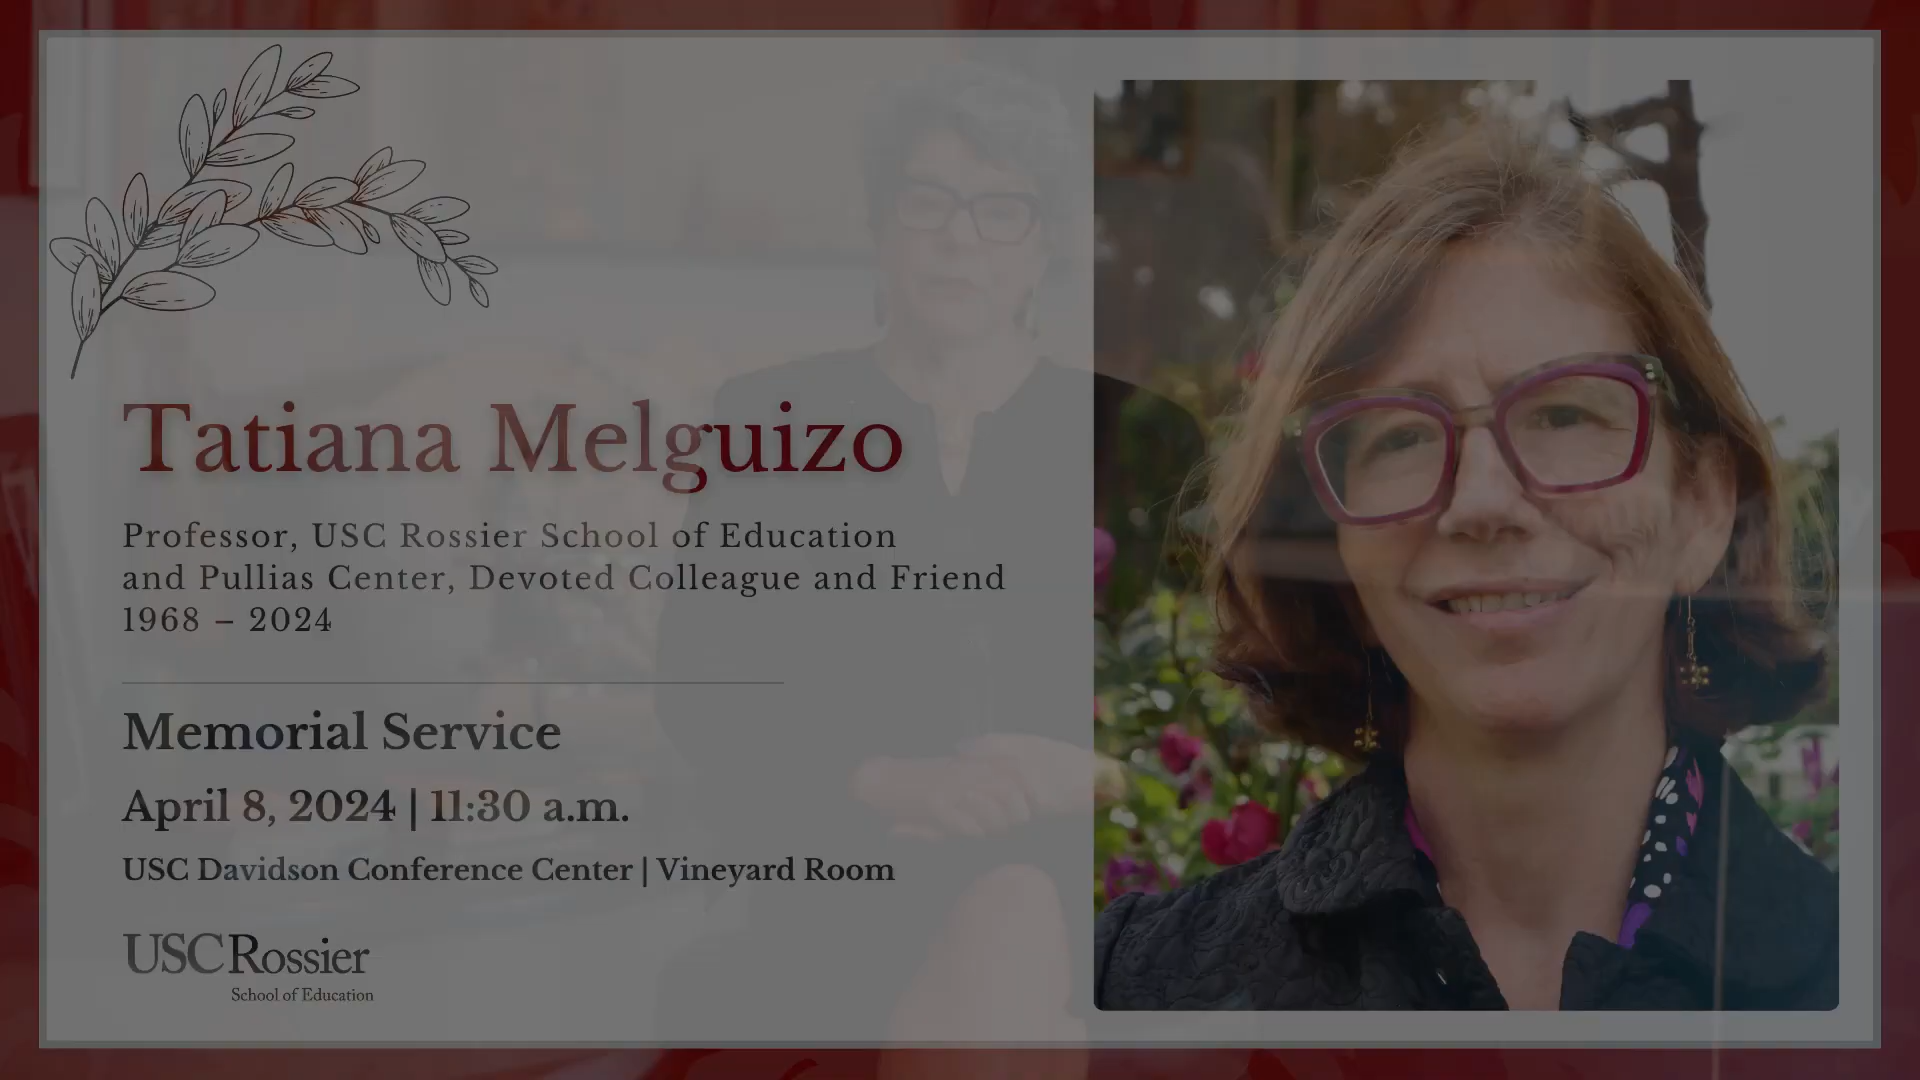 Tatiana Melguizo
Professor, USC Rossier School of Education
and Pullias Center, Devoted Colleague and Friend
1968 – 2024
Memorial Service
April 8, 2024 | 11:30 a.m.
USC Davidson Conference Center | Vineyard Room
USC Rossier
School of Education